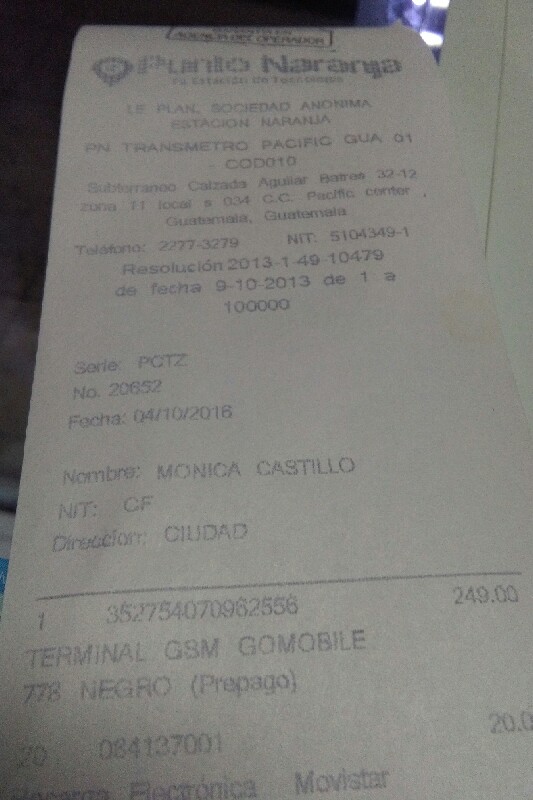 AGENCIA DEL OPERADOR
Punto Naranja
Tu Estación de Tecnología
LE PLAN, SOCIEDAD ANONIMA
ESTACION NARANJA
PN TRANSMETRO PACIFIC GUA 01
- COD010
Subterraneo Calzada Aguilar Batres 32-12
zona 11 local s 034 C.C. Pacific center ,
Guatemala, Guatemala
Teléfono: 2277-3279 NIT: 5104349-1
Resolución 2013-1-49-10479
de fecha 9-10-2013 de 1 a
100000
Serie: PCTZ
No. 20652
Fecha: 04/10/2016
Nombre: MONICA CASTILLO
NIT: CF
Direccion: CIUDAD
1 352754070962556 249.00
TERMINAL GSM GOMOBILE
778 NEGRO (Prepago)
20 084137001 20.0
Recarga Electrónica Movistar